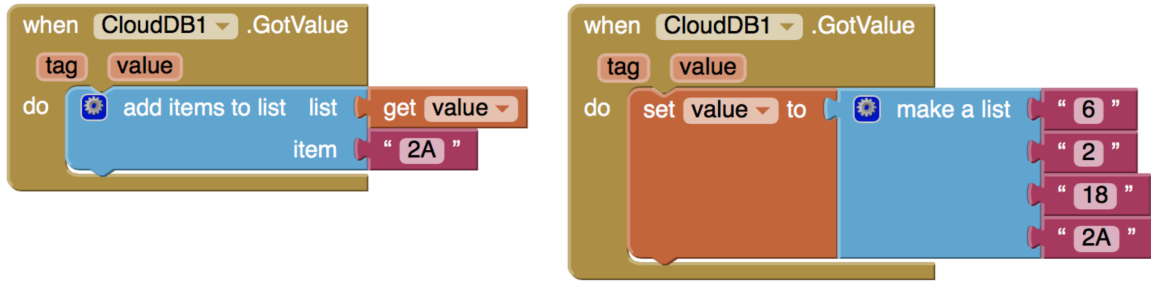 when CloudDB1 .GotValue
tag value
do add items to list list get value
item " 2A "
when CloudDB1 .GotValue
tag value
do set value to make a list " 6 "
" 2 "
" 18 "
" 2A "